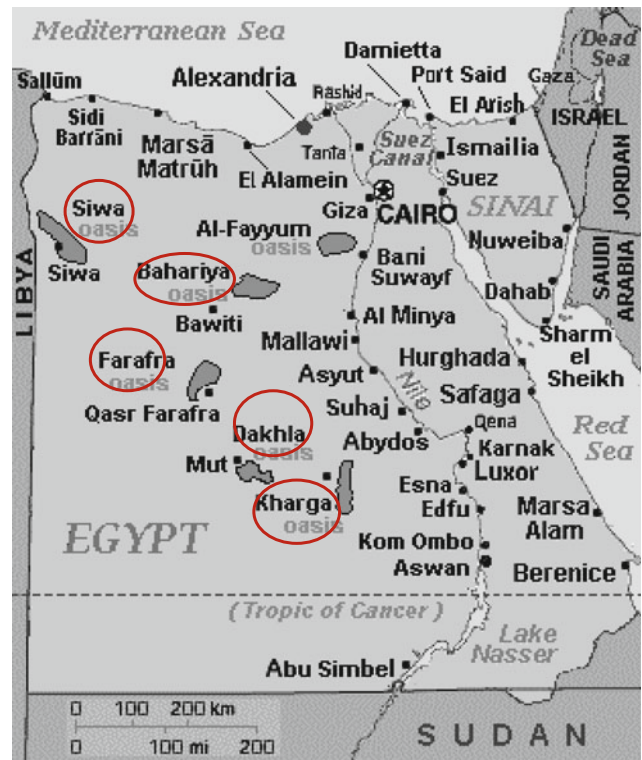 Mediterranean Sea
Damietta
Dead
Sea
Alexandria
Port Said
Gaza
Sallūm
Rashid
El Arish
ISRAEL
JORDAN
Sidi
Barrāni
Marsā
Matrūh
Tanta
Suez
Canal
Ismailia
El Alamein
Suez
Siwa
oasis
Giza
CAIRO
SINAI
Al-Fayyum
oasis
Nuweiba
LIBYA
Siwa
Bahariya
oasis
Bani
Suwayf
SAUDI
ARABIA
Dahab
Bawiti
Al Minya
Mallawi
Sharm
el
Sheikh
Farafra
oasis
Hurghada
Asyut
Nile
Safaga
Qasr Farafra
Suhaj
Qena
Red
Sea
Dakhla
oasis
Abydos
Karnak
Mut
Luxor
Esna
Kharga
oasis
Edfu
Marsa
Alam
EGYPT
Kom Ombo
Aswan
Berenice
(Tropic of Cancer)
Lake
Nasser
Abu Simbel
0 100 200 km
0 100 mi 200
SUDAN